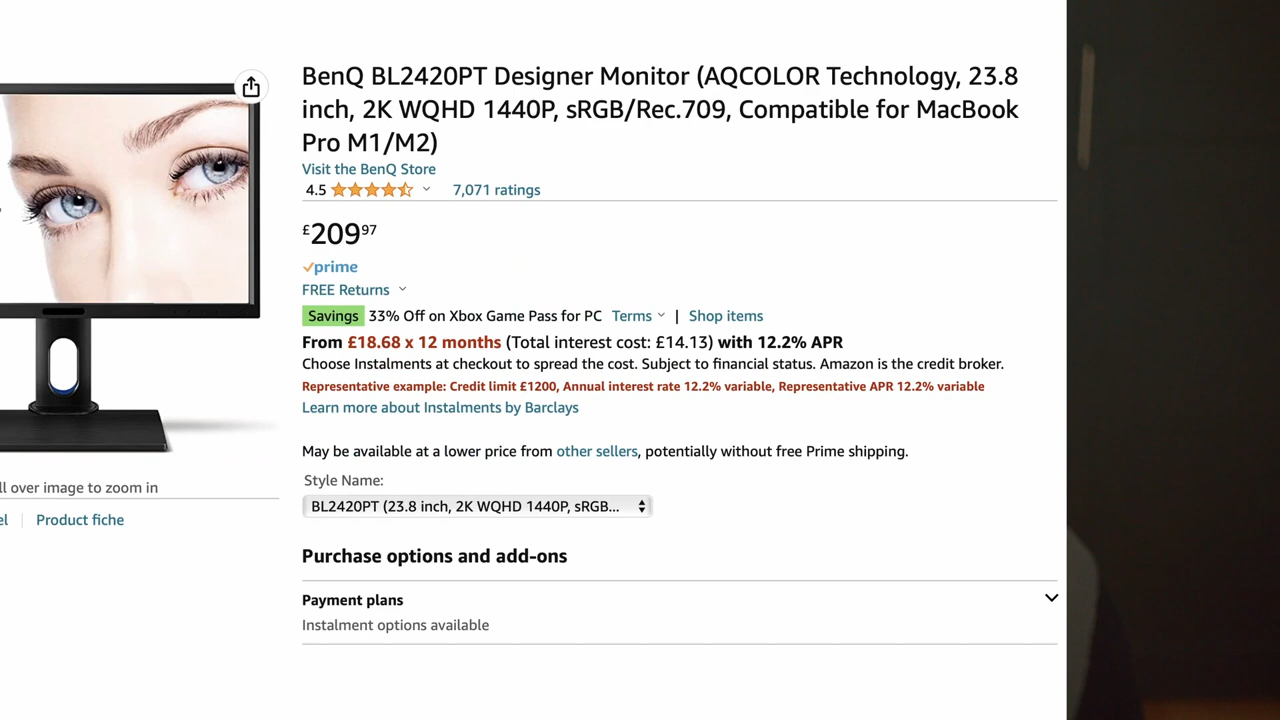 BenQ BL2420PT Designer Monitor (AQCOLOR Technology, 23.8
inch, 2K WQHD 1440P, sRGB/Rec.709, Compatible for MacBook
Pro M1/M2)
Visit the BenQ Store
4.5 7,071 ratings
£209.97
prime
FREE Returns
Savings 33% Off on Xbox Game Pass for PC Terms | Shop items
From £18.68 x 12 months (Total interest cost: £14.13) with 12.2% APR
Choose Instalments at checkout to spread the cost. Subject to financial status. Amazon is the credit broker.
Representative example: Credit limit £1200, Annual interest rate 12.2% variable, Representative APR 12.2% variable
Learn more about Instalments by Barclays
May be available at a lower price from other sellers, potentially without free Prime shipping.
Style Name:
BL2420PT (23.8 inch, 2K WQHD 1440P, sRGB...
ll over image to zoom in
el | Product fiche
Purchase options and add-ons
Payment plans
Instalment options available